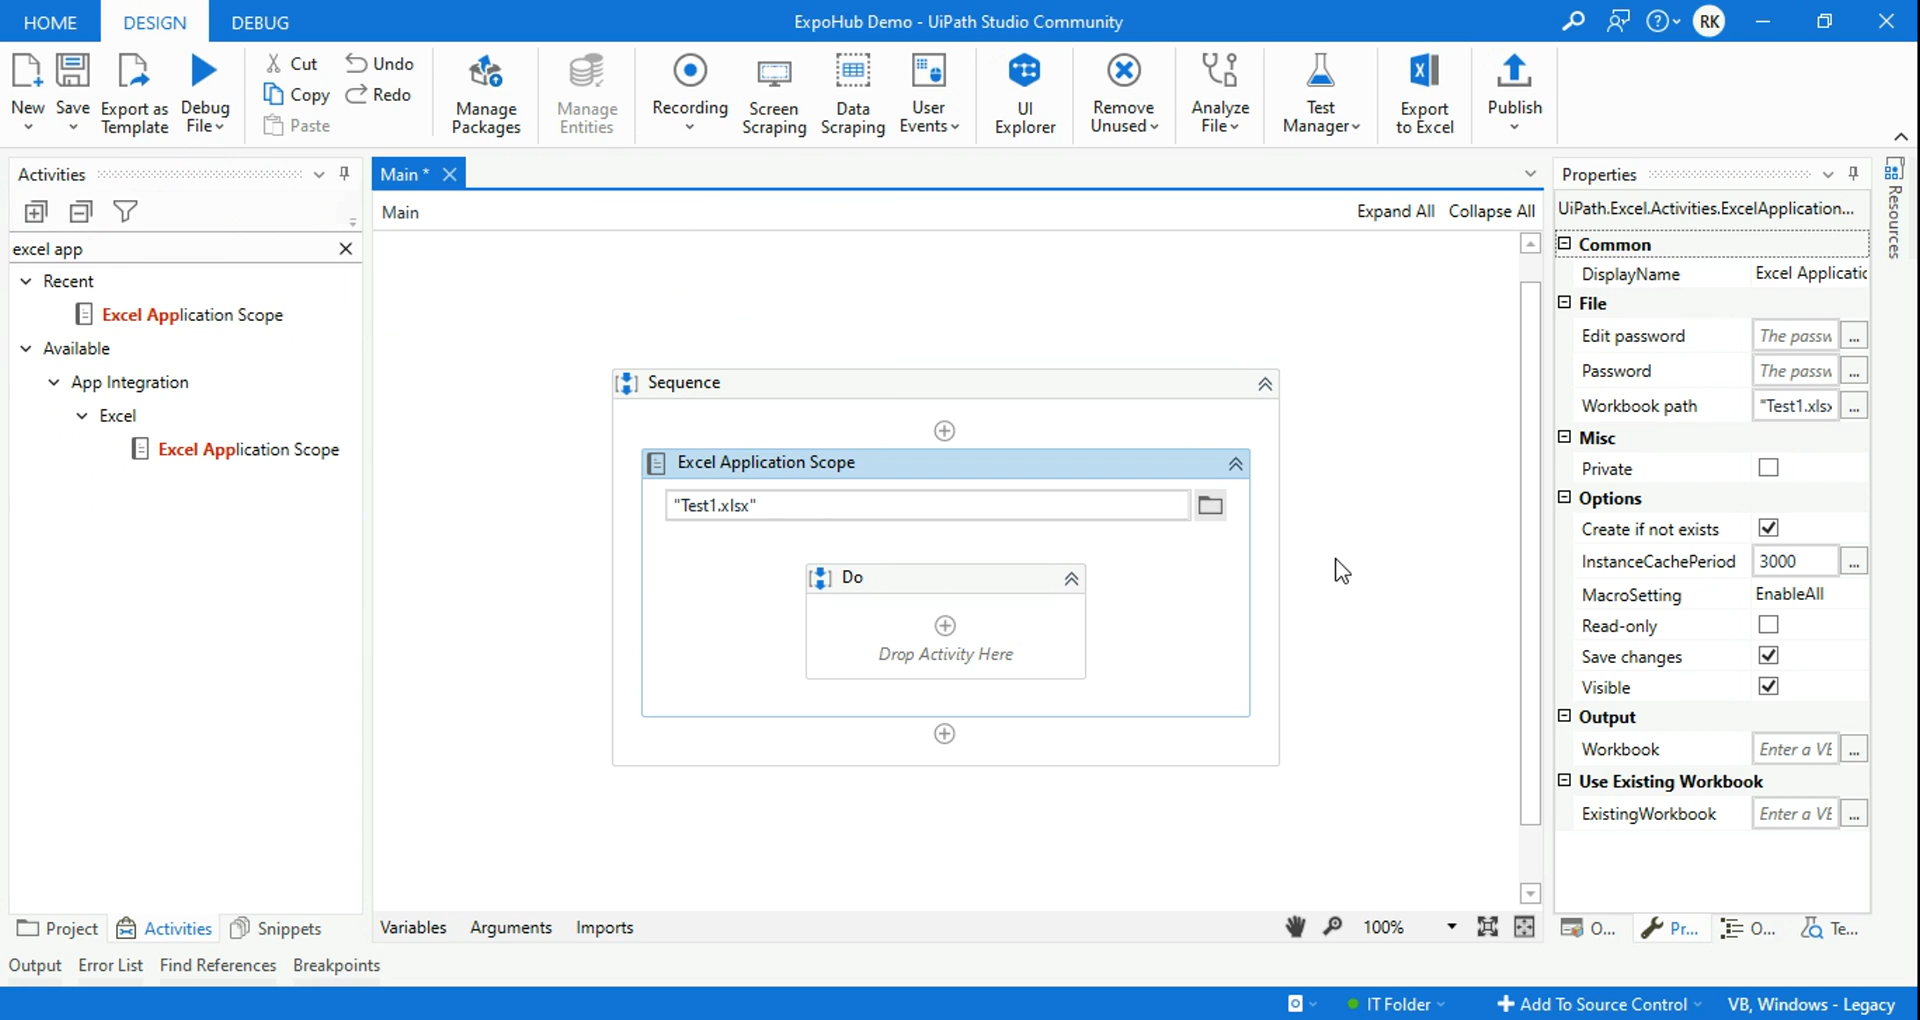 HOME DESIGN DEBUG ExpoHub Demo - UiPath Studio Community RK
New Save Export as Template Debug File Cut Copy Paste Undo Redo Manage Packages Manage Entities Recording Screen Scraping Data Scraping User Events UI Explorer Remove Unused Analyze File Test Manager Export to Excel Publish
Activities
excel app
Recent
Excel Application Scope
Available
App Integration
Excel
Excel Application Scope
Project Activities Snippets
Main *
Main Expand All Collapse All
Sequence
Excel Application Scope
"Test1.xlsx"
Do
Drop Activity Here
Variables Arguments Imports 100%
Properties
UiPath.Excel.Activities.ExcelApplication...
Common
DisplayName Excel Applicatic
File
Edit password The passw ...
Password The passw ...
Workbook path "Test1.xlsx ...
Misc
Private
Options
Create if not exists
InstanceCachePeriod 3000 ...
MacroSetting EnableAll
Read-only
Save changes
Visible
Output
Workbook Enter a VE ...
Use Existing Workbook
ExistingWorkbook Enter a VE ...
O... Pr... O... Te...
Resources
Output Error List Find References Breakpoints
IT Folder Add To Source Control VB, Windows - Legacy